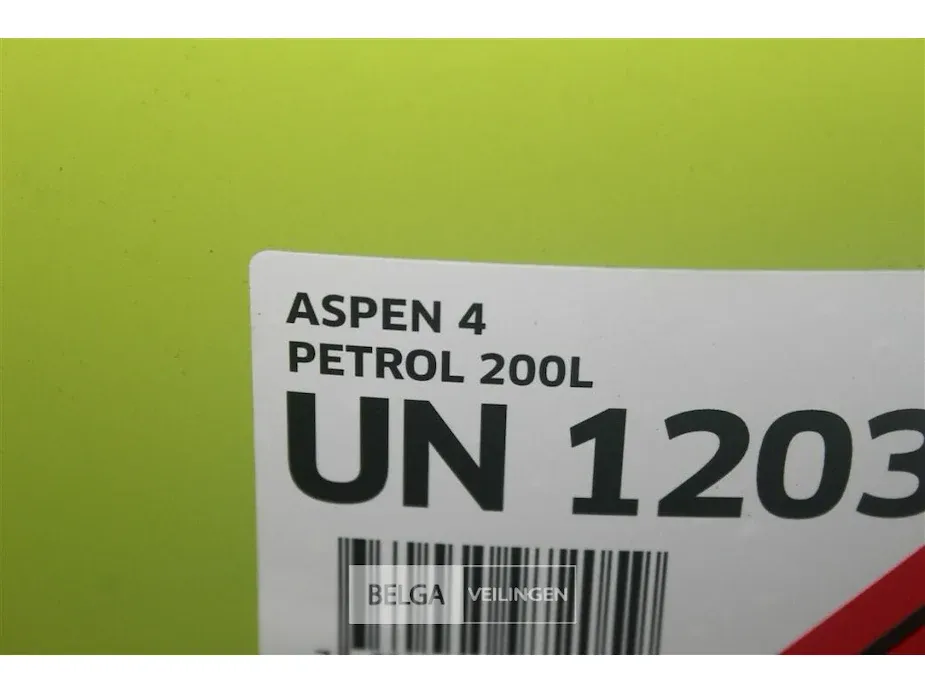 ASPEN 4
PETROL 200L
UN 1203
BELGA VEILINGEN